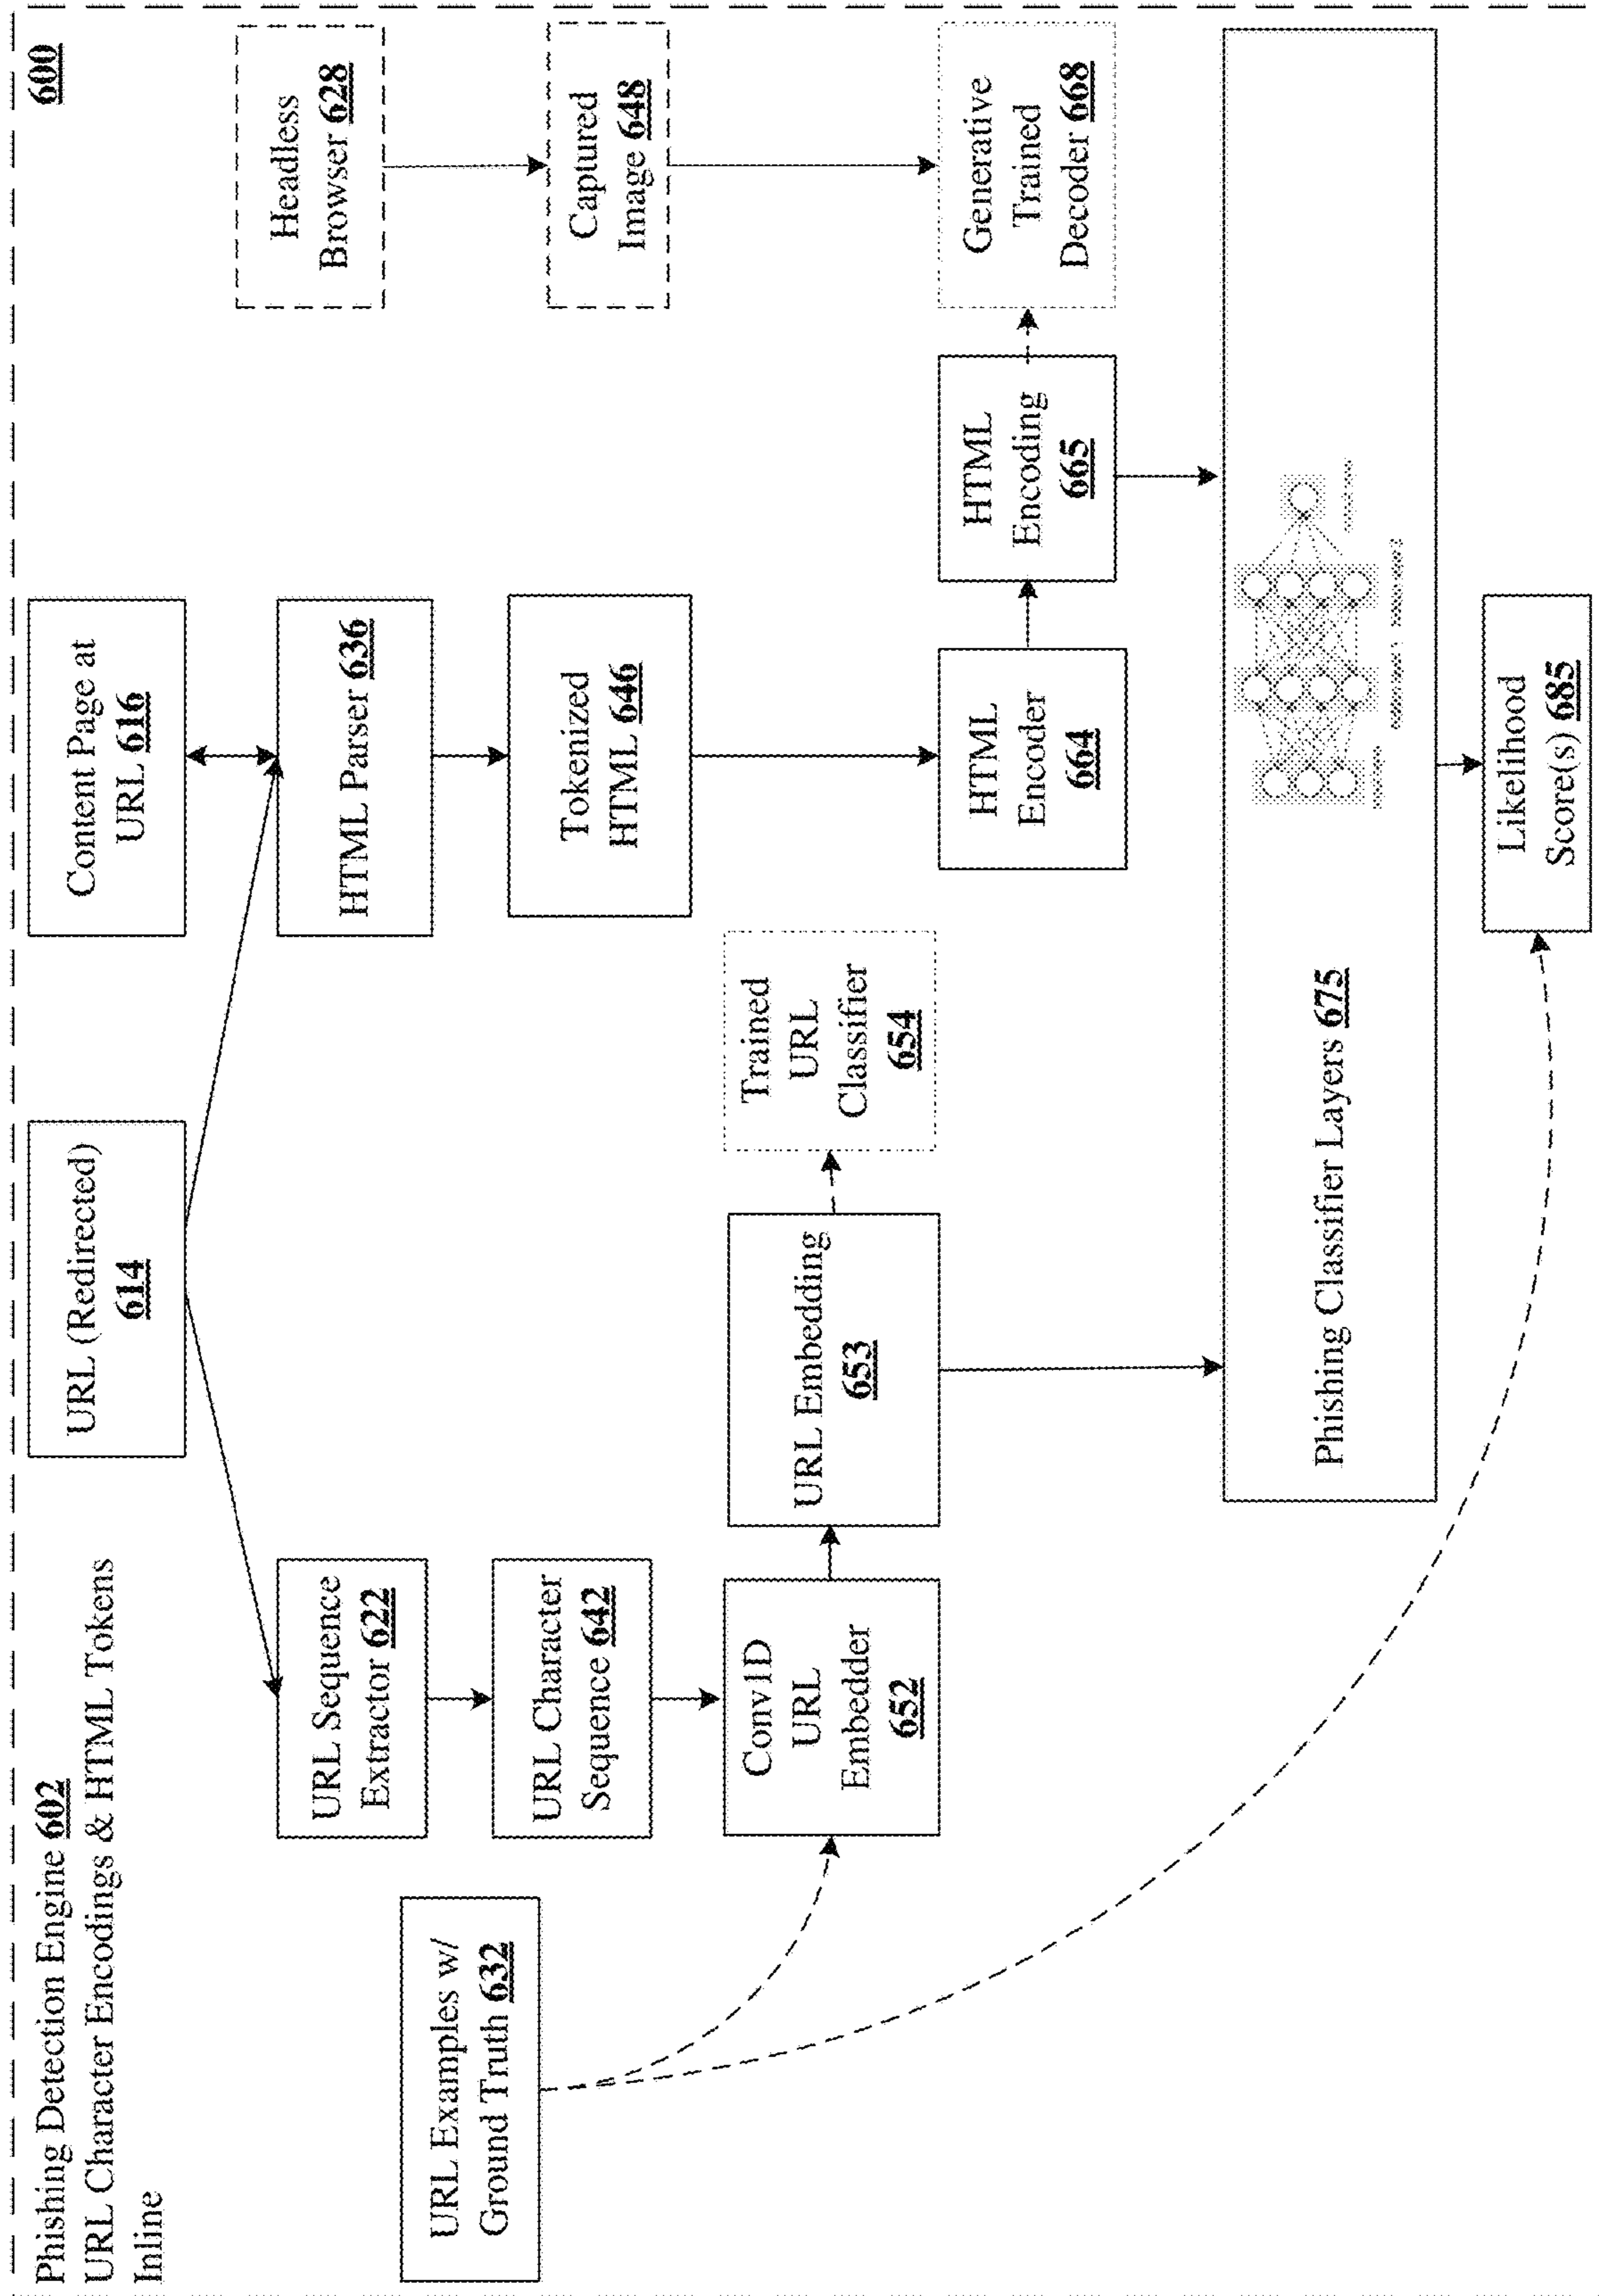 600
Phishing Detection Engine 602
URL Character Encodings & HTML Tokens
Inline
URL (Redirected)
614
Content Page at
URL 616
Headless
Browser 628
URL Sequence
Extractor 622
HTML Parser 636
URL Examples w/
Ground Truth 632
URL Character
Sequence 642
Tokenized
HTML 646
Captured
Image 648
Conv1D
URL
Embedder
652
URL Embedding
653
Trained
URL
Classifier
654
HTML
Encoder
664
HTML
Encoding
665
Generative
Trained
Decoder 668
Phishing Classifier Layers 675
Likelihood
Score(s) 685